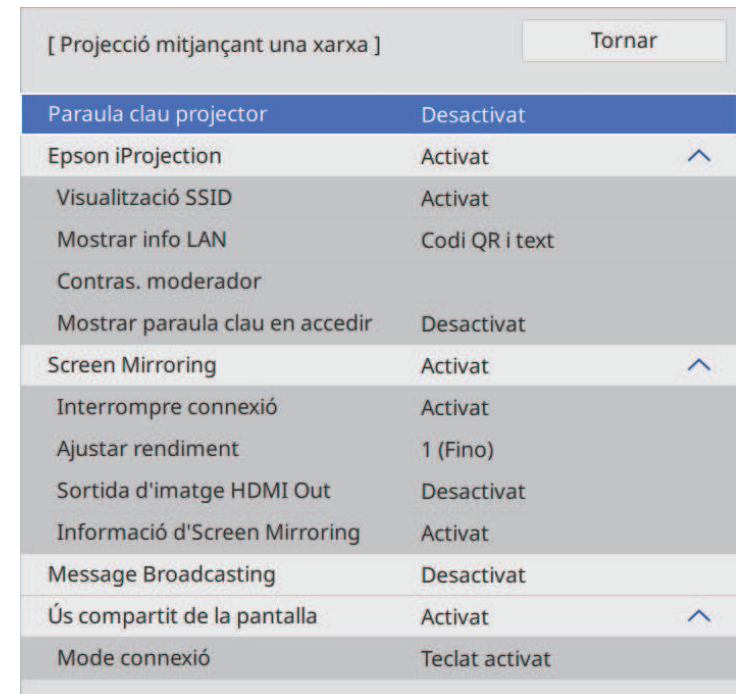 [ Projecció mitjançant una xarxa ] Tornar
Paraula clau projector Desactivat
Epson iProjection Activat
Visualització SSID Activat
Mostrar info LAN Codi QR i text
Contras. moderador
Mostrar paraula clau en accedir Desactivat
Screen Mirroring Activat
Interrompre connexió Activat
Ajustar rendiment 1 (Fino)
Sortida d'imatge HDMI Out Desactivat
Informació d'Screen Mirroring Activat
Message Broadcasting Desactivat
Ús compartit de la pantalla Activat
Mode connexió Teclat activat